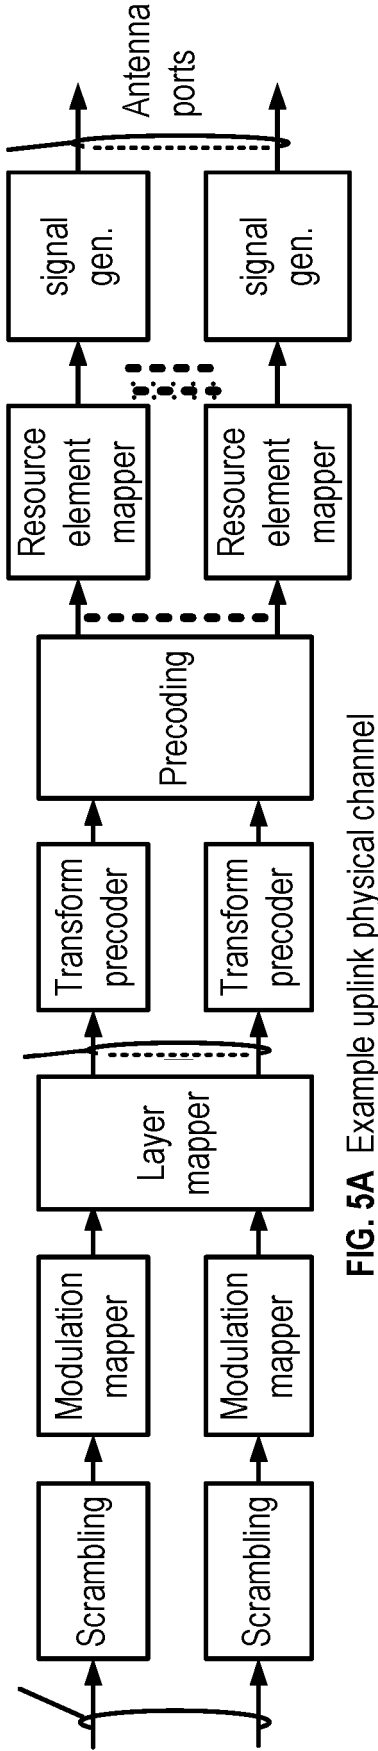 Scrambling
Scrambling
Modulation
mapper
Modulation
mapper
Layer
mapper
Transform
precoder
Transform
precoder
Precoding
Resource
element
mapper
Resource
element
mapper
signal
gen.
signal
gen.
Antenna
ports
FIG. 5A Example uplink physical channel